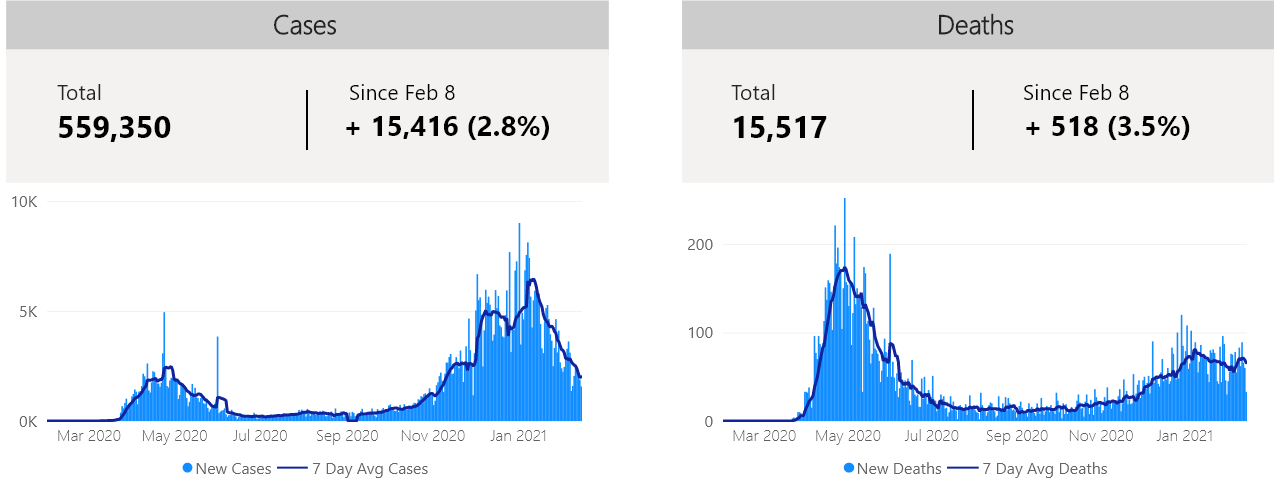 Cases
Total
559,350
Since Feb 8
+ 15,416 (2.8%)
10K
5K
0K
Mar 2020 May 2020 Jul 2020 Sep 2020 Nov 2020 Jan 2021
New Cases 7 Day Avg Cases
Deaths
Total
15,517
Since Feb 8
+ 518 (3.5%)
200
100
0
Mar 2020 May 2020 Jul 2020 Sep 2020 Nov 2020 Jan 2021
New Deaths 7 Day Avg Deaths